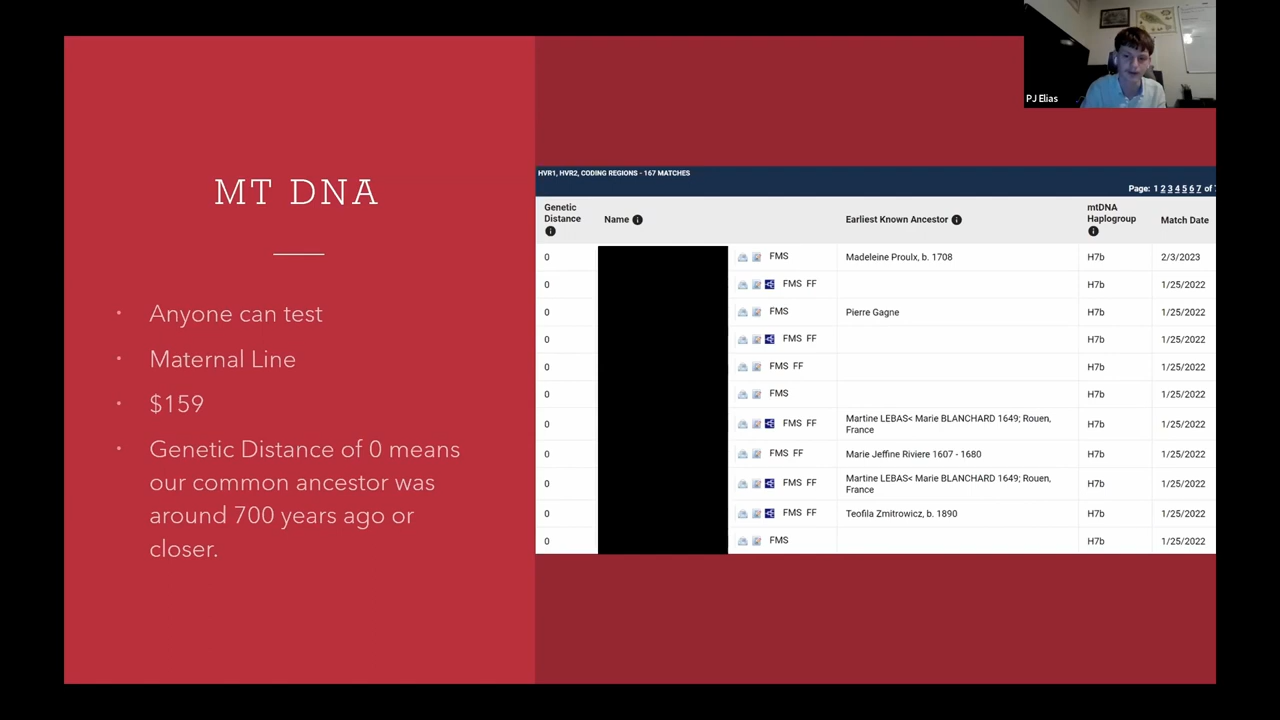 PJ Elias
MT DNA
• Anyone can test
• Maternal Line
• $159
• Genetic Distance of 0 means
our common ancestor was
around 700 years ago or
closer.
HVR1, HVR2, CODING REGIONS - 167 MATCHES
Page: 1 2 3 4 5 6 7 of
Genetic Distance Name Earliest Known Ancestor mtDNA Haplogroup Match Date
0 FMS Madeleine Proulx, b. 1708 H7b 2/3/2023
0 FMS FF H7b 1/25/2022
0 FMS Pierre Gagne H7b 1/25/2022
0 FMS FF H7b 1/25/2022
0 FMS FF H7b 1/25/2022
0 FMS H7b 1/25/2022
0 FMS FF Martine LEBAS< Marie BLANCHARD 1649; Rouen, France H7b 1/25/2022
0 FMS FF Marie Jeffine Riviere 1607 - 1680 H7b 1/25/2022
0 FMS FF Martine LEBAS< Marie BLANCHARD 1649; Rouen, France H7b 1/25/2022
0 FMS FF Teofila Zmitrowicz, b. 1890 H7b 1/25/2022
0 FMS H7b 1/25/2022